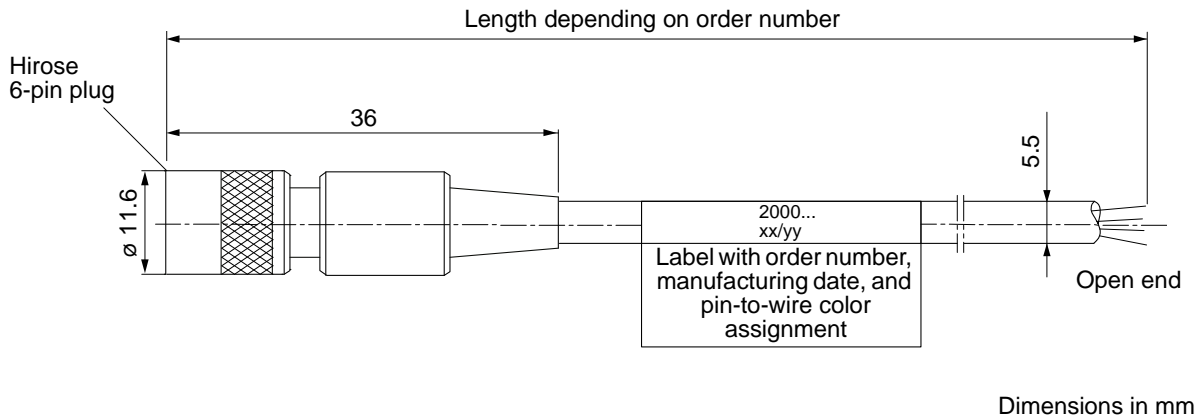 Length depending on order number
Hirose
6-pin plug
36
5.5
ø 11.6
2000...
xx/yy
Label with order number,
manufacturing date, and
pin-to-wire color
assignment
Open end
Dimensions in mm